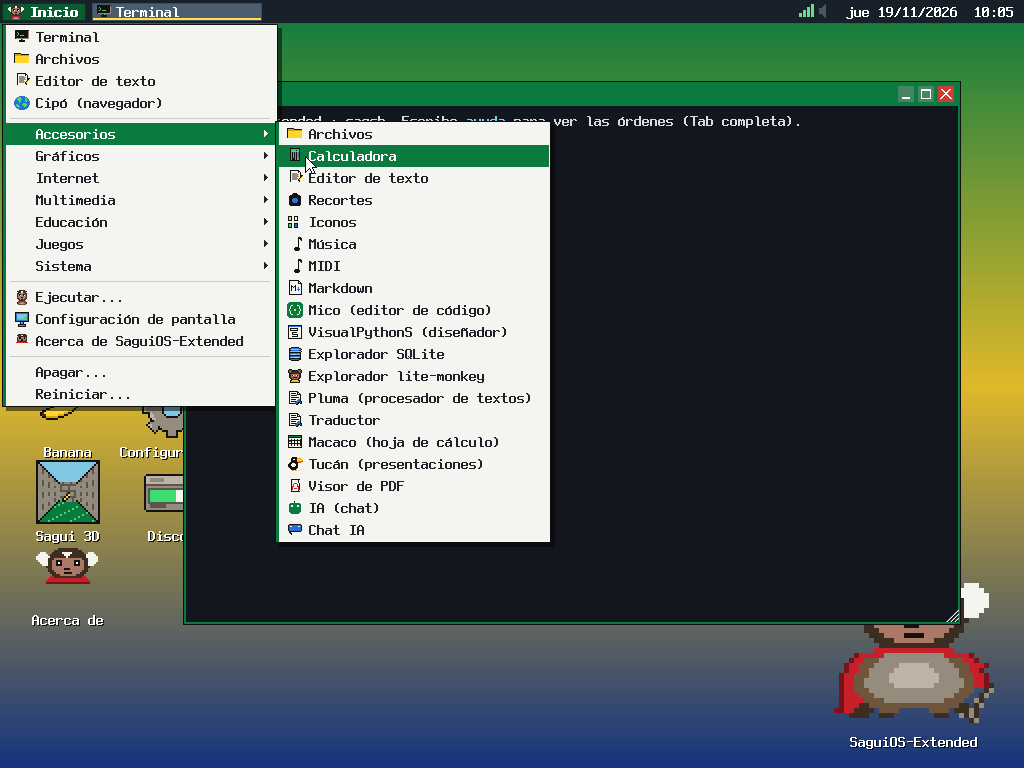 Inicio
Terminal
jue 19/11/2026 10:05
Terminal
Archivos
Editor de texto
Cipó (navegador)
Accesorios
Gráficos
Internet
Multimedia
Educación
Juegos
Sistema
Ejecutar...
Configuración de pantalla
Acerca de SaguiOS-Extended
Apagar...
Reiniciar...
para ver las órdenes (Tab completa).
Archivos
Calculadora
Editor de texto
Recortes
Iconos
Música
MIDI
Markdown
Mico (editor de código)
VisualPythonS (diseñador)
Explorador SQLite
Explorador lite-monkey
Pluma (procesador de textos)
Traductor
Macaco (hoja de cálculo)
Tucán (presentaciones)
Visor de PDF
IA (chat)
Chat IA
Banana
Configur
Sagui 3D
Disco
Acerca de
SaguiOS-Extended